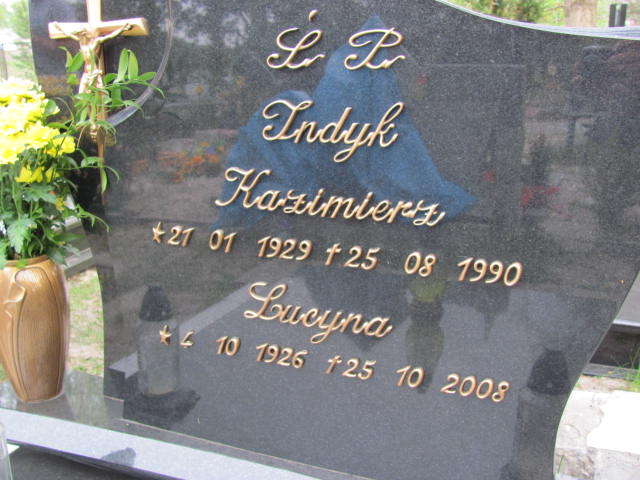 Ś. P.
Indyk
Kazimierz
★21 01 1929 †25 08 1990
Lucyna
★4 10 1926 †25 10 2008